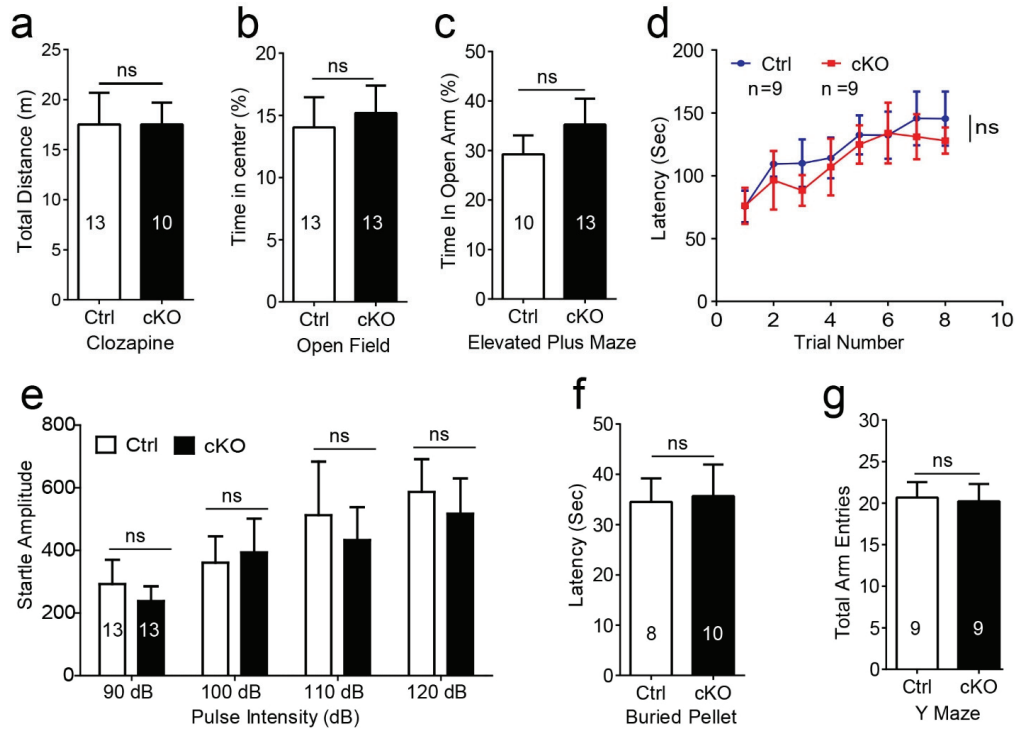 a
Total Distance (m)
25
20
15
10
5
0
ns
13
10
Ctrl
cKO
Clozapine
b
Time in center (%)
20
15
10
5
0
ns
13
13
Ctrl
cKO
Open Field
c
Time In Open Arm (%)
50
40
30
20
10
0
ns
10
13
Ctrl
cKO
Elevated Plus Maze
d
Latency (Sec)
200
150
100
50
0
Ctrl
cKO
n =9
n =9
ns
0
2
4
6
8
10
Trial Number
e
Startle Amplitude
800
600
400
200
0
Ctrl
cKO
ns
ns
ns
ns
13
13
90 dB
100 dB
110 dB
120 dB
Pulse Intensity (dB)
f
Latency (Sec)
50
40
30
20
10
0
ns
8
10
Ctrl
cKO
Buried Pellet
g
Total Arm Entries
30
25
20
15
10
5
0
ns
9
9
Ctrl
cKO
Y Maze